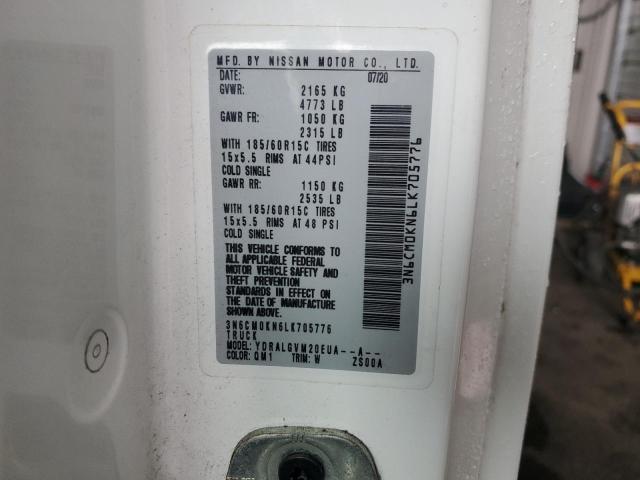 MFD. BY NISSAN MOTOR CO., LTD.
DATE: 07/20
GVWR: 2165 KG
4773 LB
GAWR FR: 1050 KG
2315 LB
WITH 185/60R15C TIRES
15x5.5 RIMS AT 44PSI
COLD SINGLE
GAWR RR: 1150 KG
2535 LB
WITH 185/60R15C TIRES
15x5.5 RIMS AT 48 PSI
COLD SINGLE
THIS VEHICLE CONFORMS TO
ALL APPLICABLE FEDERAL
MOTOR VEHICLE SAFETY AND
THEFT PREVENTION
STANDARDS IN EFFECT ON
THE DATE OF MANUFACTURE
SHOWN ABOVE.
3N6CM0KN6LK705776
TRUCK
MODEL: YDRALGVM20EUA--A--
COLOR: QM1 TRIM: W ZS00A
3N6CM0KN6LK705776